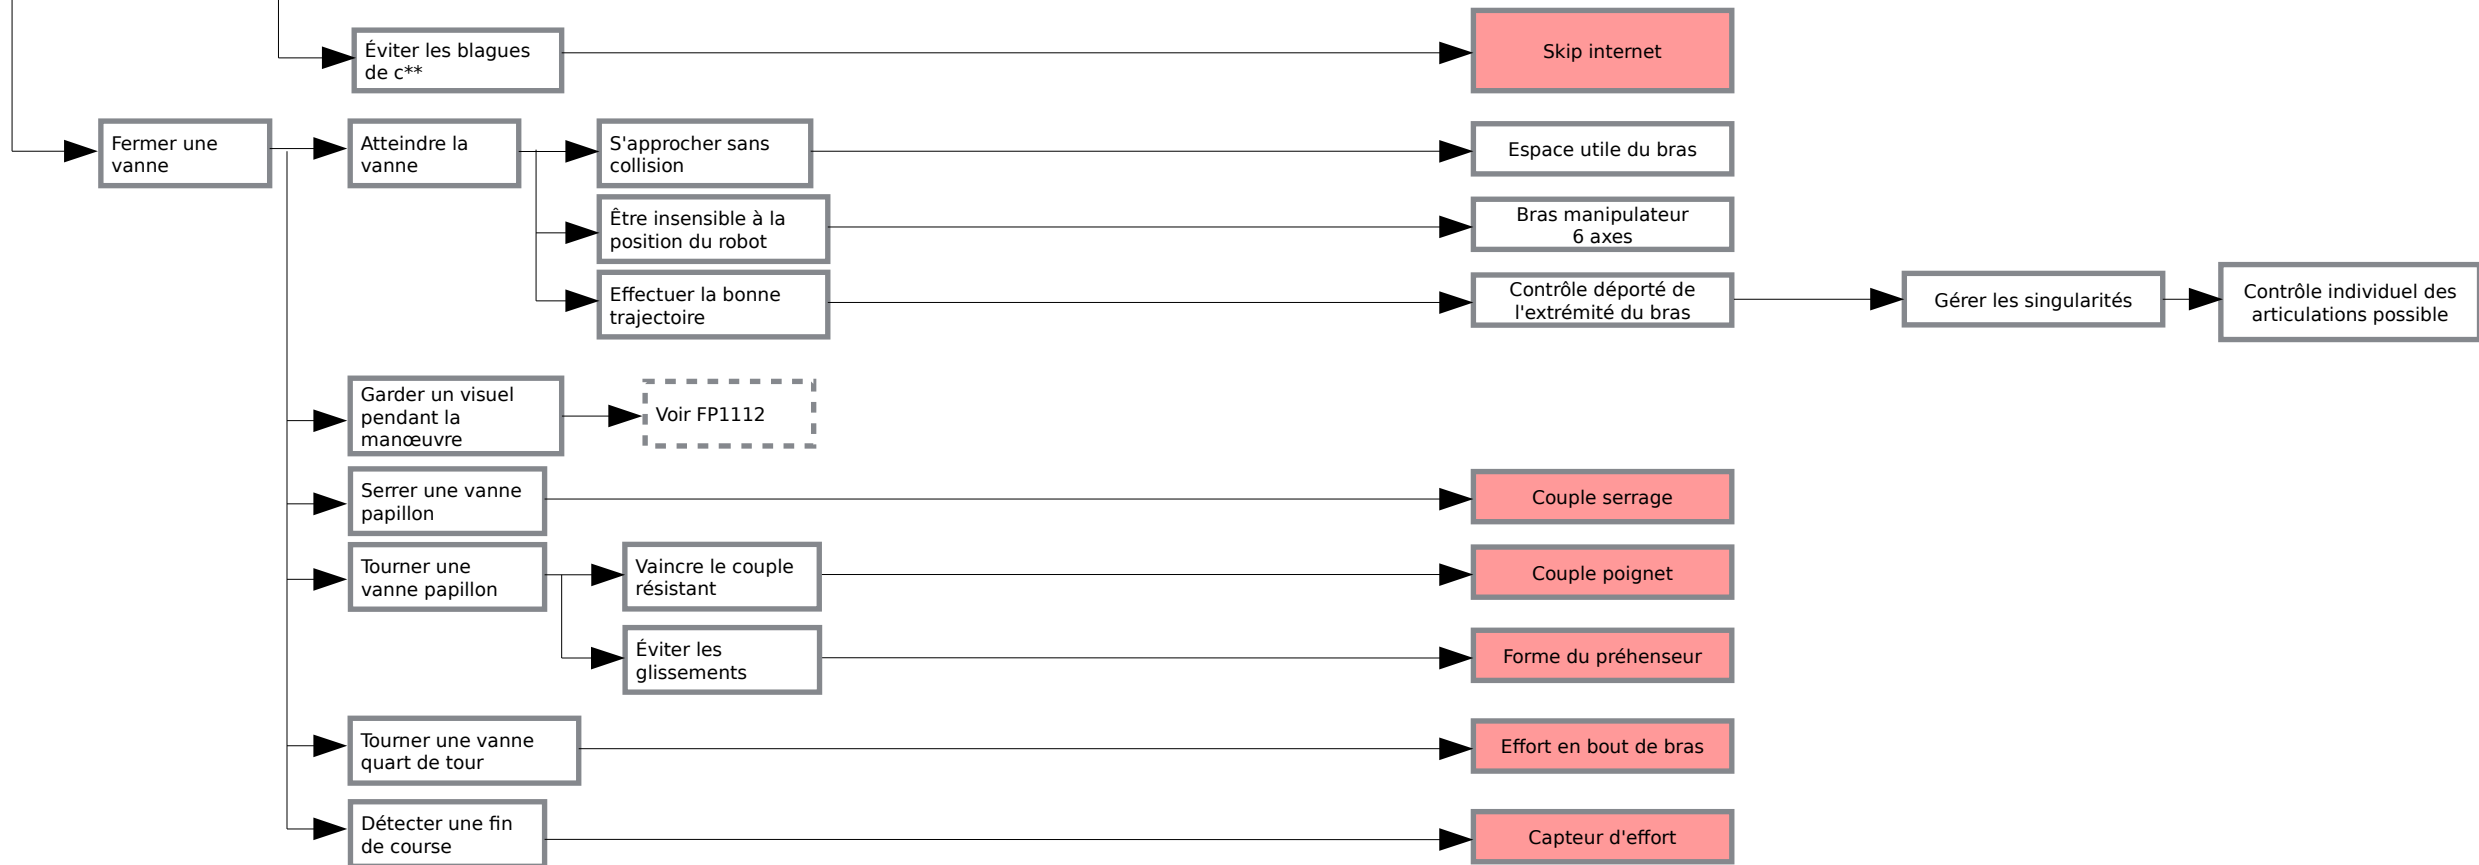 Éviter les blagues
de c**
Skip internet
Fermer une
vanne
Atteindre la
vanne
S'approcher sans
collision
Espace utile du bras
Être insensible à la
position du robot
Bras manipulateur
6 axes
Effectuer la bonne
trajectoire
Contrôle déporté de
l'extrémité du bras
Gérer les singularités
Contrôle individuel des
articulations possible
Garder un visuel
pendant la
manœuvre
Voir FP1112
Serrer une vanne
papillon
Couple serrage
Tourner une
vanne papillon
Vaincre le couple
résistant
Couple poignet
Éviter les
glissements
Forme du préhenseur
Tourner une vanne
quart de tour
Effort en bout de bras
Détecter une fin
de course
Capteur d'effort